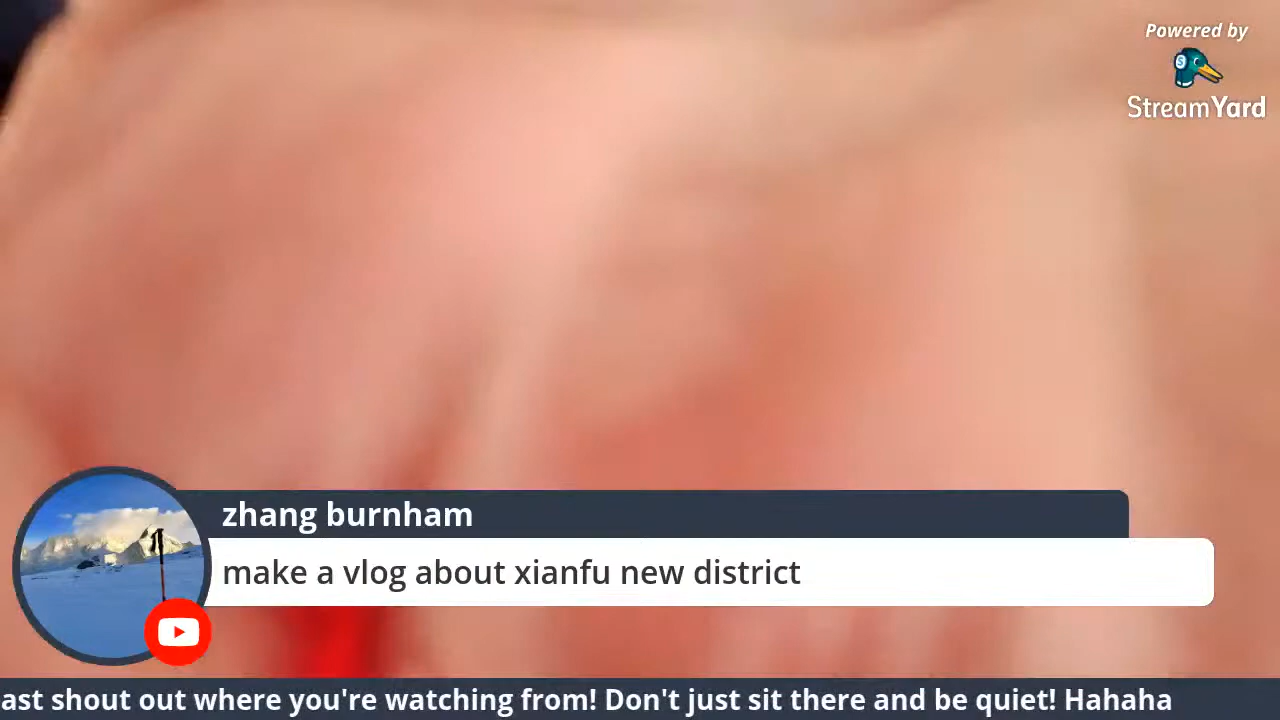 Powered by
StreamYard
zhang burnham
make a vlog about xianfu new district
ast shout out where you're watching from! Don't just sit there and be quiet! Hahaha